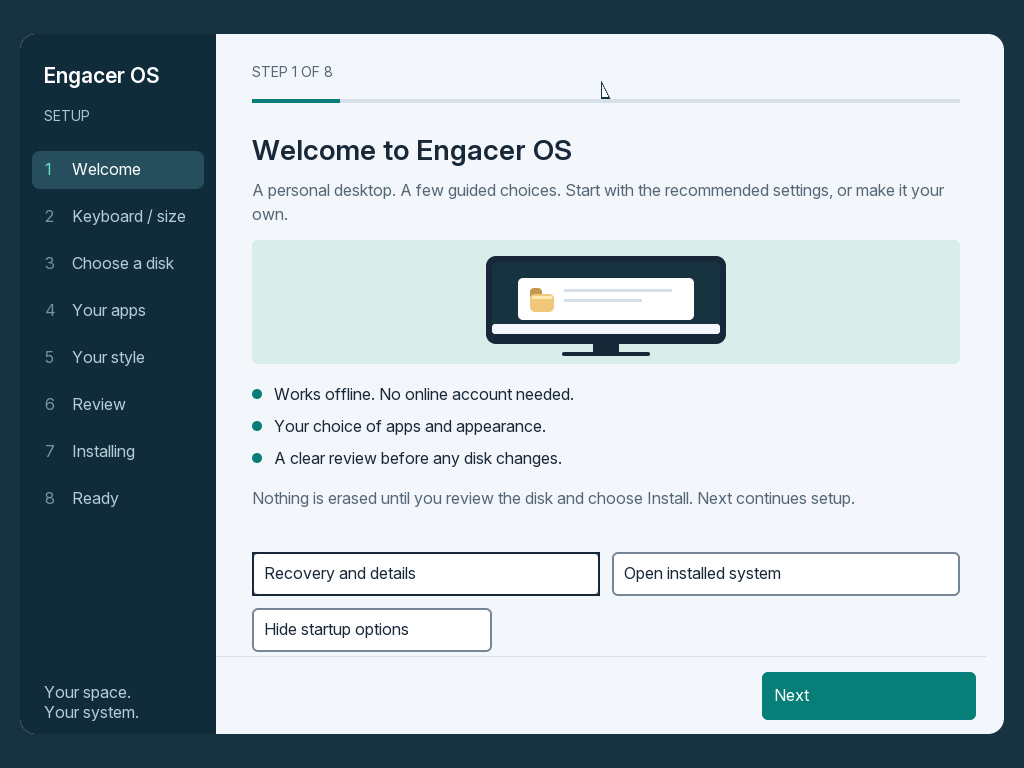 Engacer OS
SETUP
1 Welcome
2 Keyboard / size
3 Choose a disk
4 Your apps
5 Your style
6 Review
7 Installing
8 Ready
Your space.
Your system.
STEP 1 OF 8
Welcome to Engacer OS
A personal desktop. A few guided choices. Start with the recommended settings, or make it your
own.
Works offline. No online account needed.
Your choice of apps and appearance.
A clear review before any disk changes.
Nothing is erased until you review the disk and choose Install. Next continues setup.
Recovery and details
Open installed system
Hide startup options
Next